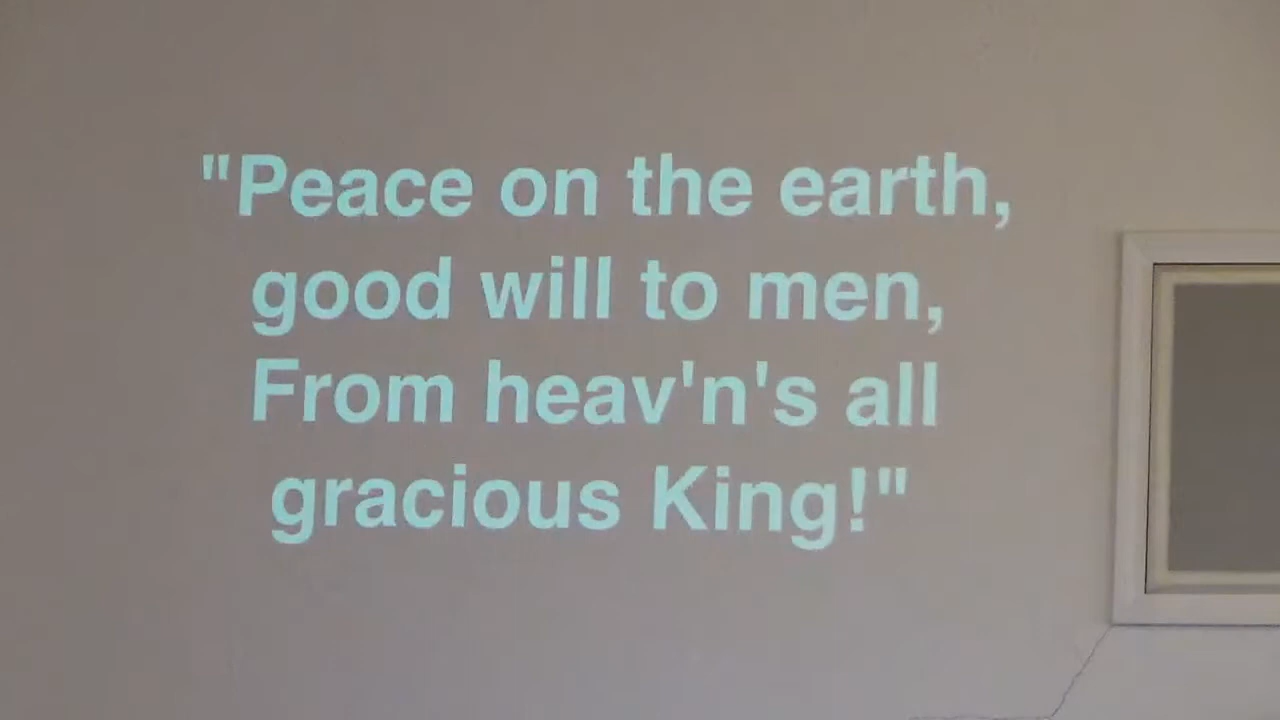 "Peace on the earth,
good will to men,
From heav'n's all
gracious King!"